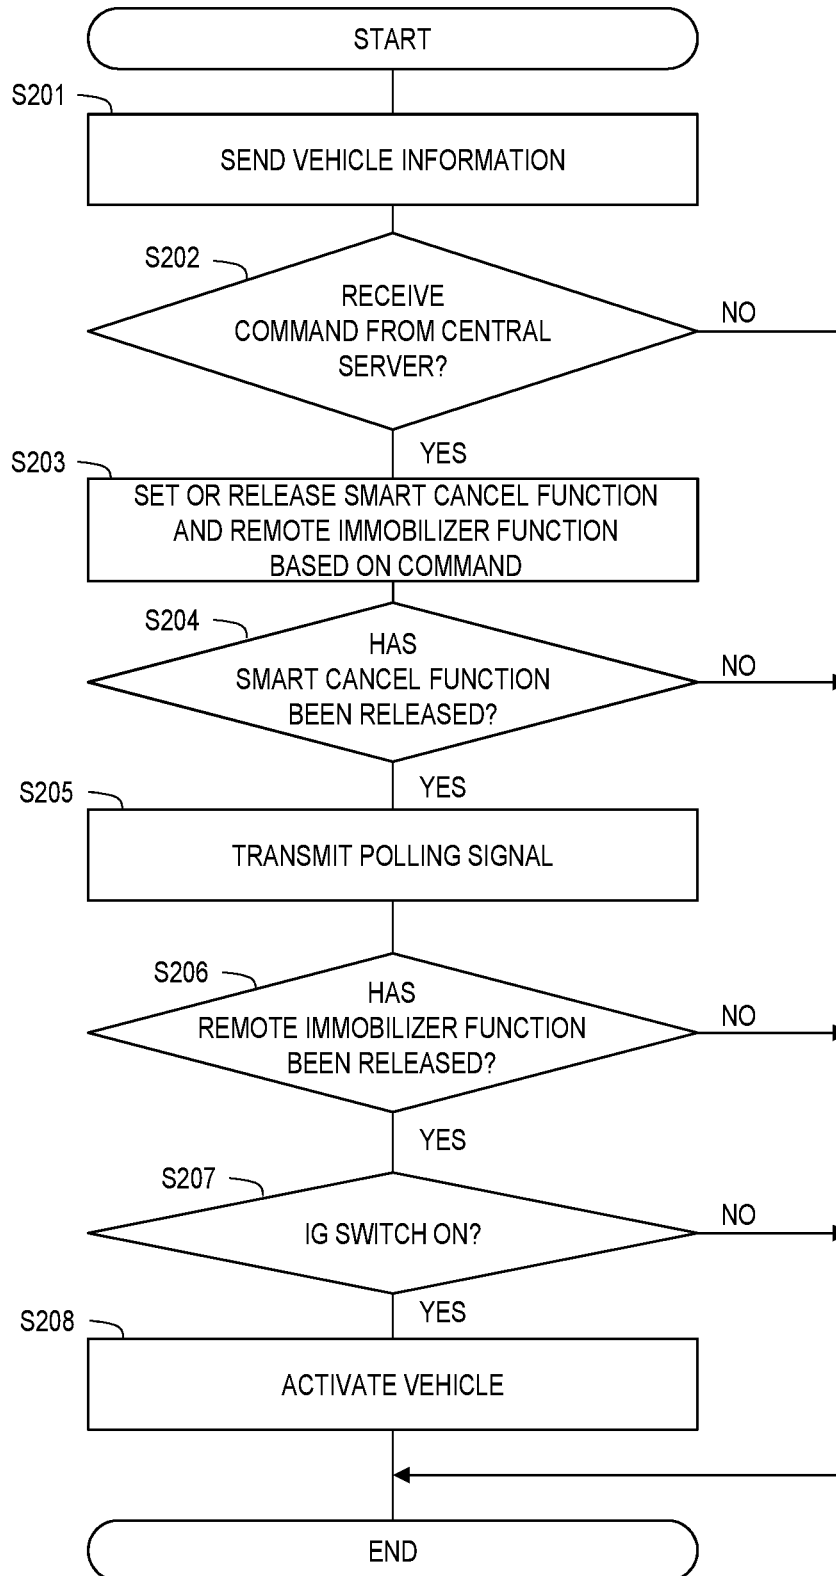 START
S201
SEND VEHICLE INFORMATION
S202
RECEIVE
COMMAND FROM CENTRAL
SERVER?
NO
YES
S203
SET OR RELEASE SMART CANCEL FUNCTION
AND REMOTE IMMOBILIZER FUNCTION
BASED ON COMMAND
S204
HAS
SMART CANCEL FUNCTION
BEEN RELEASED?
NO
YES
S205
TRANSMIT POLLING SIGNAL
S206
HAS
REMOTE IMMOBILIZER FUNCTION
BEEN RELEASED?
NO
YES
S207
IG SWITCH ON?
NO
YES
S208
ACTIVATE VEHICLE
END